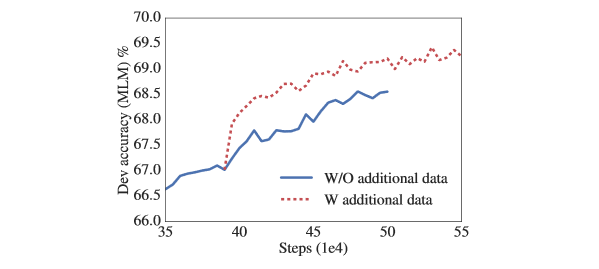 70.0
69.5
69.0
68.5
68.0
67.5
67.0
66.5
66.0
Dev accuracy (MLM) %
W/O additional data
W additional data
35 40 45 50 55
Steps (1e4)